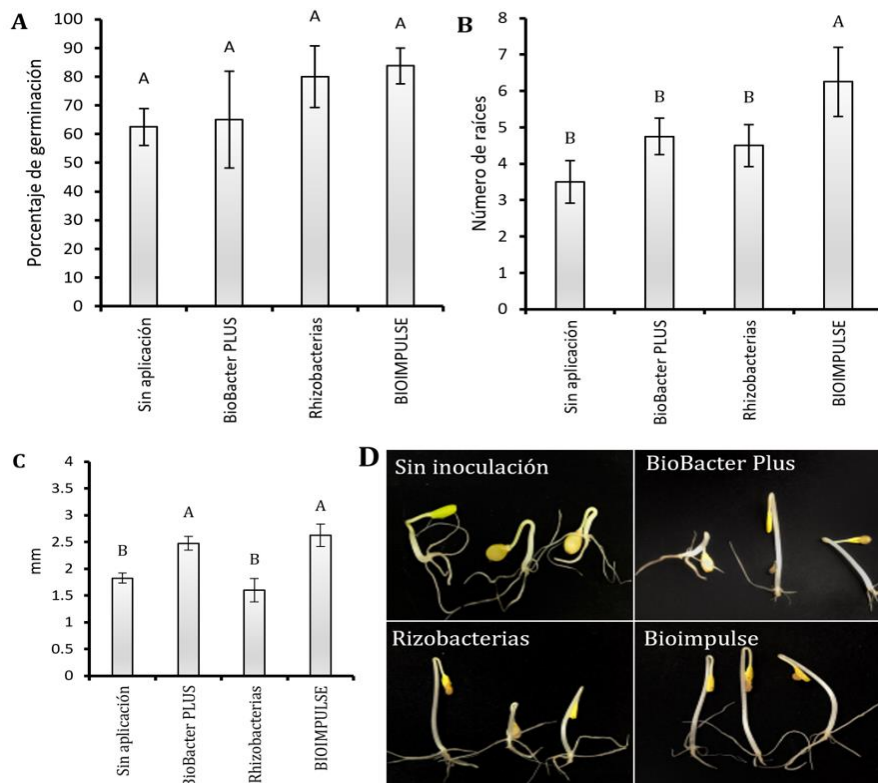 A
Porcentaje de germinación
100
90
80
70
60
50
40
30
20
10
0
A
A
A
A
Sin aplicación
BioBacter PLUS
Rhizobacterias
BIOIMPULSE
B
Número de raíces
8
7
6
5
4
3
2
1
0
B
B
B
A
Sin aplicación
BioBacter PLUS
Rhizobacterias
BIOIMPULSE
C
mm
4
3.5
3
2.5
2
1.5
1
0.5
0
B
A
B
A
Sin aplicación
BioBacter PLUS
Rhizobacterias
BIOIMPULSE
D
Sin inoculación
BioBacter Plus
Rizobacterias
Bioimpulse